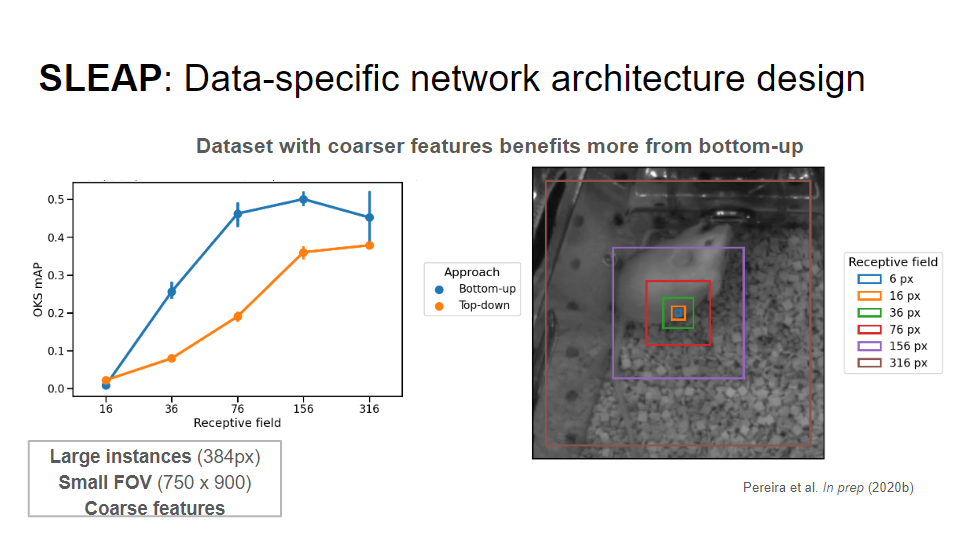 SLEAP: Data-specific network architecture design
Dataset with coarser features benefits more from bottom-up
0.5
0.4
0.3
0.2
0.1
0.0
OKS mAP
16 36 76 156 316
Receptive field
Approach
Bottom-up
Top-down
Receptive field
6 px
16 px
36 px
76 px
156 px
316 px
Large instances (384px)
Small FOV (750 x 900)
Coarse features
Pereira et al. In prep (2020b)